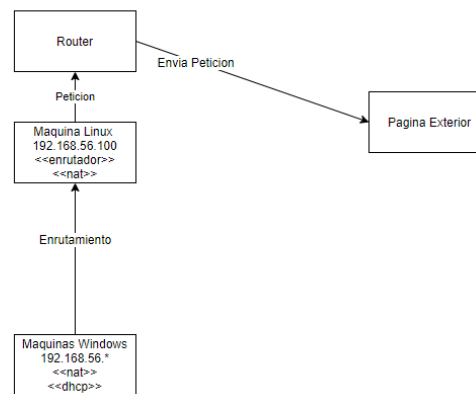 Router
Envia Peticion
Peticion
Pagina Exterior
Maquina Linux
192.168.56.100
<<enrutador>>
<<nat>>
Enrutamiento
Maquinas Windows
192.168.56.*
<<nat>>
<<dhcp>>